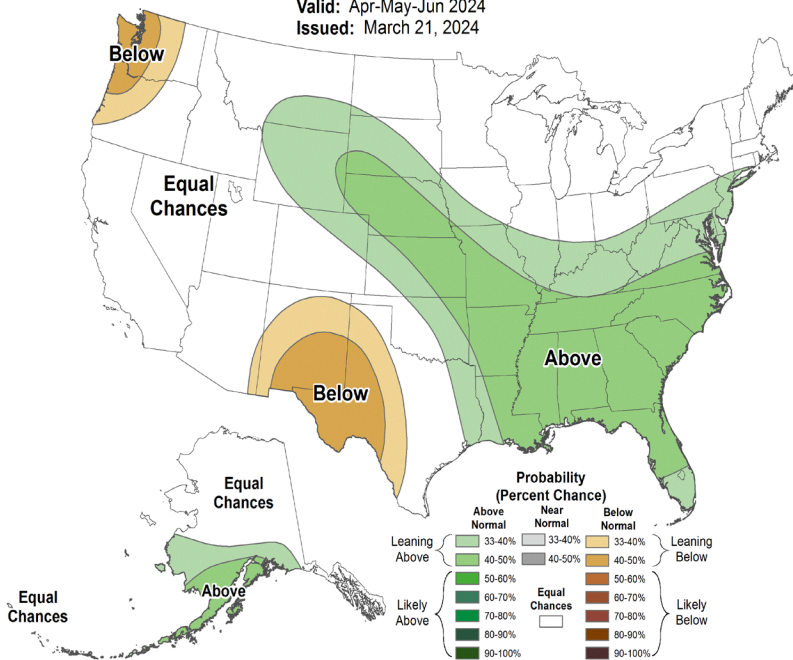 Valid: Apr-May-Jun 2024
Issued: March 21, 2024
Below
Equal
Chances
Above
Below
Equal
Chances
Above
Equal
Chances
Probability
(Percent Chance)
Above
Normal
Near
Normal
Below
Normal
Leaning
Above
33-40%
33-40%
33-40%
Leaning
Below
40-50%
40-50%
40-50%
Likely
Above
50-60%
50-60%
Likely
Below
60-70%
Equal
Chances
60-70%
70-80%
70-80%
80-90%
80-90%
90-100%
90-100%